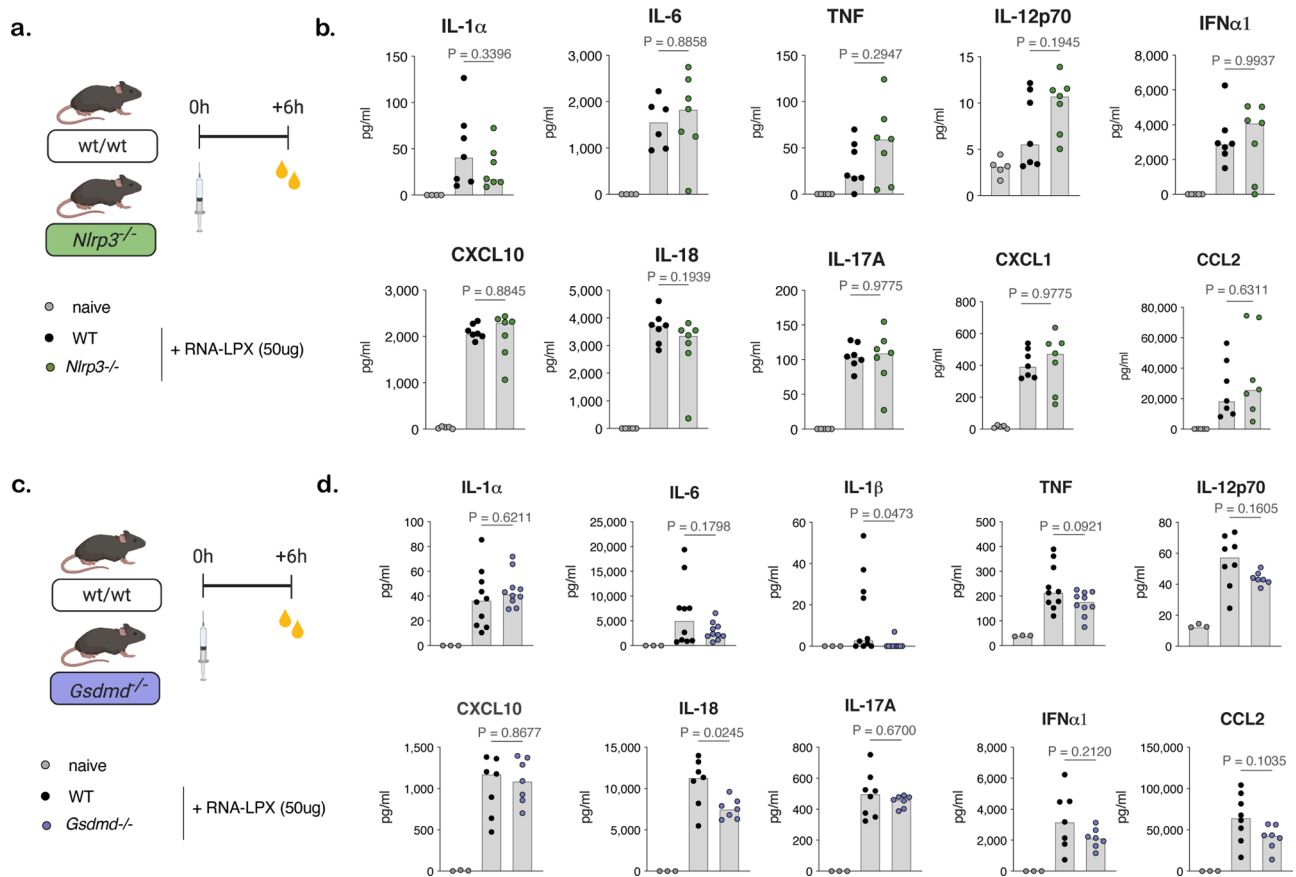 a.
0h
+6h
wt/wt
Nlrp3-/-
naive
WT
Nlrp3-/-
+ RNA-LPX (50ug)
b.
IL-1α
P = 0.3396
pg/ml
150
100
50
0
IL-6
P = 0.8858
pg/ml
3,000
2,000
1,000
0
TNF
P = 0.2947
pg/ml
150
100
50
0
IL-12p70
P = 0.1945
pg/ml
15
10
5
0
IFNα1
P = 0.9937
pg/ml
8,000
6,000
4,000
2,000
0
CXCL10
P = 0.8845
pg/ml
3,000
2,000
1,000
0
IL-18
P = 0.1939
pg/ml
5,000
4,000
3,000
2,000
1,000
0
IL-17A
P = 0.9775
pg/ml
200
150
100
50
0
CXCL1
P = 0.9775
pg/ml
800
600
400
200
0
CCL2
P = 0.6311
pg/ml
80,000
60,000
40,000
20,000
0
c.
0h
+6h
wt/wt
Gsdmd-/-
naive
WT
Gsdmd-/-
+ RNA-LPX (50ug)
d.
IL-1α
P = 0.6211
pg/ml
100
80
60
40
20
0
IL-6
P = 0.1798
pg/ml
25,000
20,000
15,000
10,000
5,000
0
IL-1β
P = 0.0473
pg/ml
60
40
20
0
TNF
P = 0.0921
pg/ml
500
400
300
200
100
0
IL-12p70
P = 0.1605
pg/ml
80
60
40
20
0
CXCL10
P = 0.8677
pg/ml
1,500
1,000
500
0
IL-18
P = 0.0245
pg/ml
15,000
10,000
5,000
0
IL-17A
P = 0.6700
pg/ml
800
600
400
200
0
IFNα1
P = 0.2120
pg/ml
8,000
6,000
4,000
2,000
0
CCL2
P = 0.1035
pg/ml
150,000
100,000
50,000
0